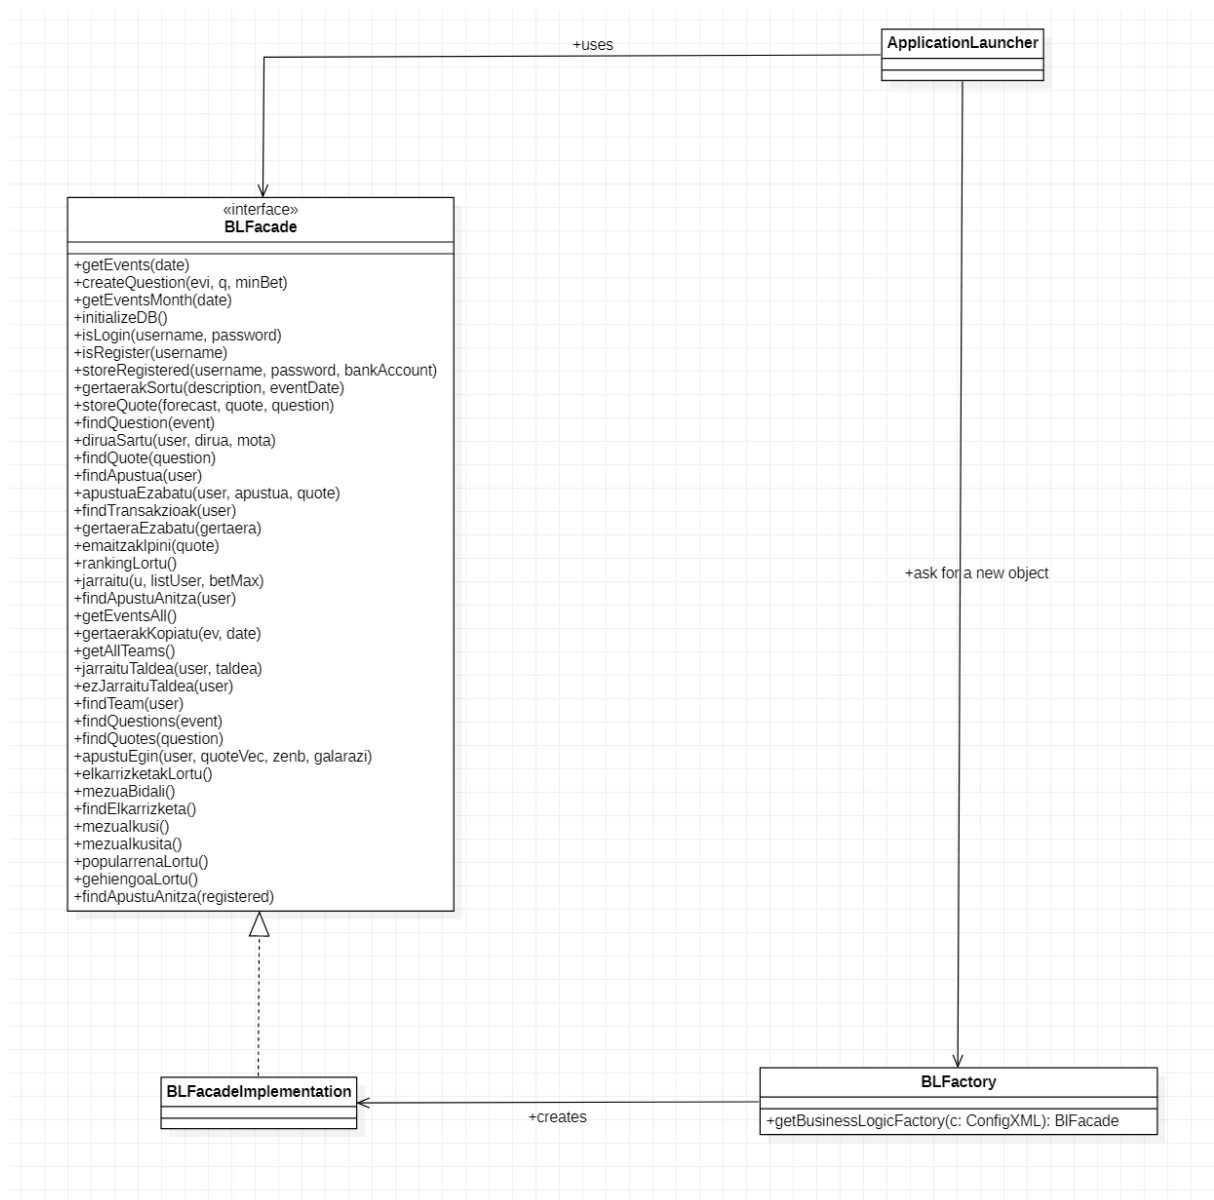 +uses
ApplicationLauncher
«interface»
BLFacade
+getEvents(date)
+createQuestion(evi, q, minBet)
+getEventsMonth(date)
+initializeDB()
+isLogin(username, password)
+isRegister(username)
+storeRegistered(username, password, bankAccount)
+gertaerakSortu(description, eventDate)
+storeQuote(forecast, quote, question)
+findQuestion(event)
+diruaSartu(user, dirua, mota)
+findQuote(question)
+findApustua(user)
+apustuaEzabatu(user, apustua, quote)
+findTransakzioak(user)
+gertaeraEzabatu(gertaera)
+emaitzakIpini(quote)
+rankingLortu()
+jarraitu(u, listUser, betMax)
+findApustuAnitza(user)
+getEventsAll()
+gertaerakKopiatu(ev, date)
+getAllTeams()
+jarraituTaldea(user, taldea)
+ezJarraituTaldea(user)
+findTeam(user)
+findQuestions(event)
+findQuotes(question)
+apustuEgin(user, quoteVec, zenb, galarazi)
+elkarrizketakLortu()
+mezuaBidali()
+findElkarrizketa()
+mezuaIkusi()
+mezuaIkusita()
+popularrenaLortu()
+gehiengoaLortu()
+findApustuAnitza(registered)
+ask for a new object
BLFacadeImplementation
+creates
BLFactory
+getBusinessLogicFactory(c: ConfigXML): BlFacade